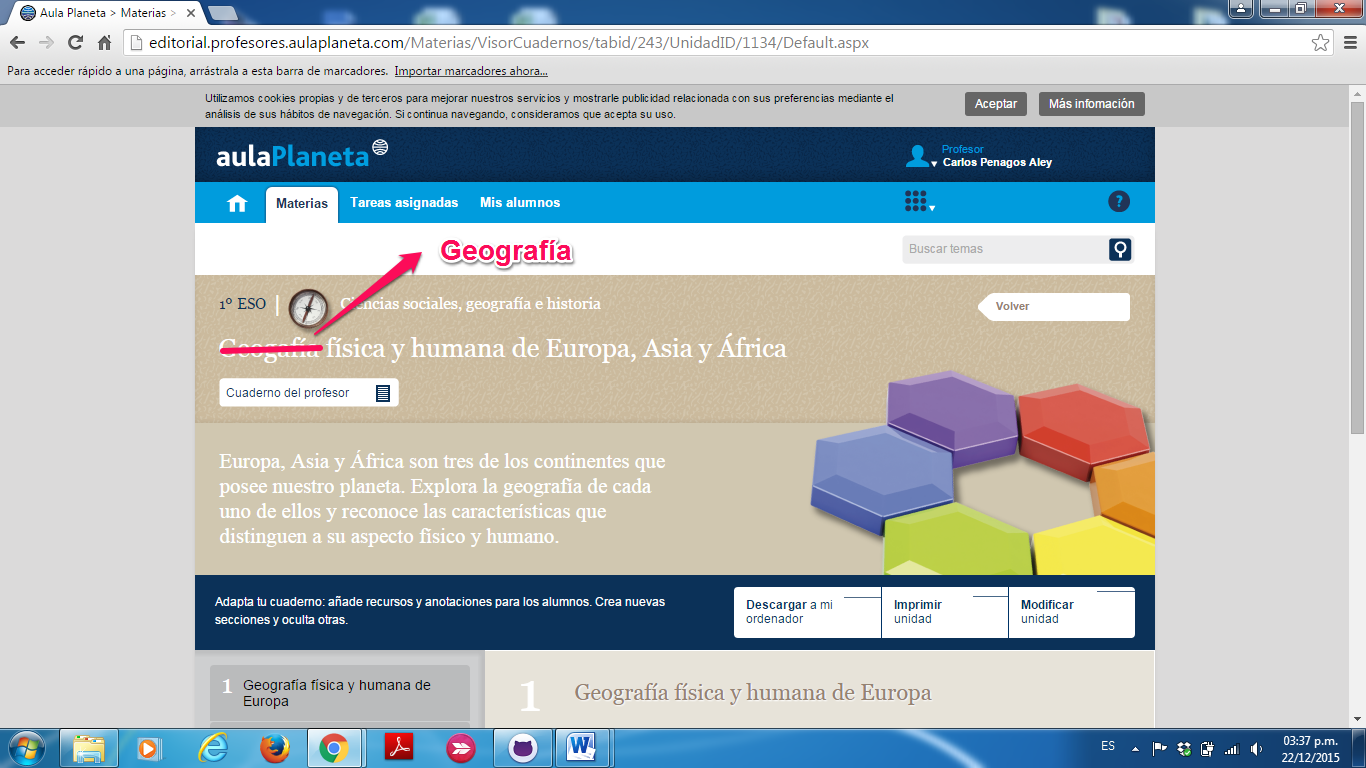 Aula Planeta > Materias >
editorial.profesores.aulaplaneta.com/Materias/VisorCuadernos/tabid/243/UnidadID/1134/Default.aspx
Para acceder rápido a una página, arrástrala a esta barra de marcadores. Importar marcadores ahora...
Utilizamos cookies propias y de terceros para mejorar nuestros servicios y mostrarle publicidad relacionada con sus preferencias mediante el
análisis de sus hábitos de navegación. Si continua navegando, consideramos que acepta su uso.
Aceptar
Más infomación
aulaPlaneta
Profesor
Carlos Penagos Aley
Materias
Tareas asignadas
Mis alumnos
?
Geografía
Buscar temas
1º ESO
Ciencias sociales, geografía e historia
Volver
Geogafía física y humana de Europa, Asia y África
Cuaderno del profesor
Europa, Asia y África son tres de los continentes que
posee nuestro planeta. Explora la geografía de cada
uno de ellos y reconoce las características que
distinguen a su aspecto físico y humano.
Adapta tu cuaderno: añade recursos y anotaciones para los alumnos. Crea nuevas
secciones y oculta otras.
Descargar a mi
ordenador
Imprimir
unidad
Modificar
unidad
1 Geografía física y humana de
Europa
1 Geografía física y humana de Europa
ES
03:37 p.m.
22/12/2015